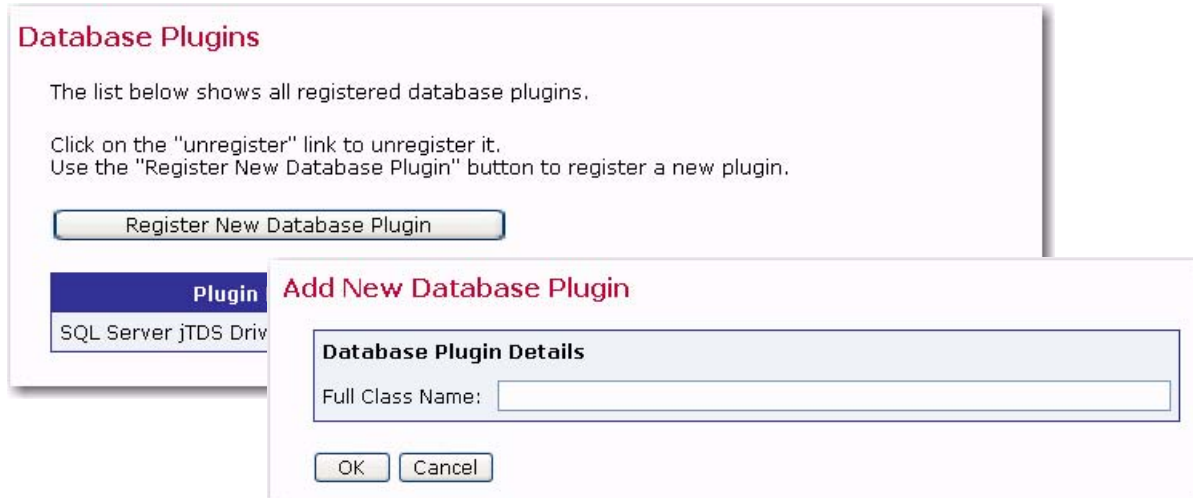 Database Plugins
The list below shows all registered database plugins.
Click on the "unregister" link to unregister it.
Use the "Register New Database Plugin" button to register a new plugin.
Register New Database Plugin
Plugin
SQL Server jTDS
Add New Database Plugin
Database Plugin Details
Full Class Name:
OK
Cancel